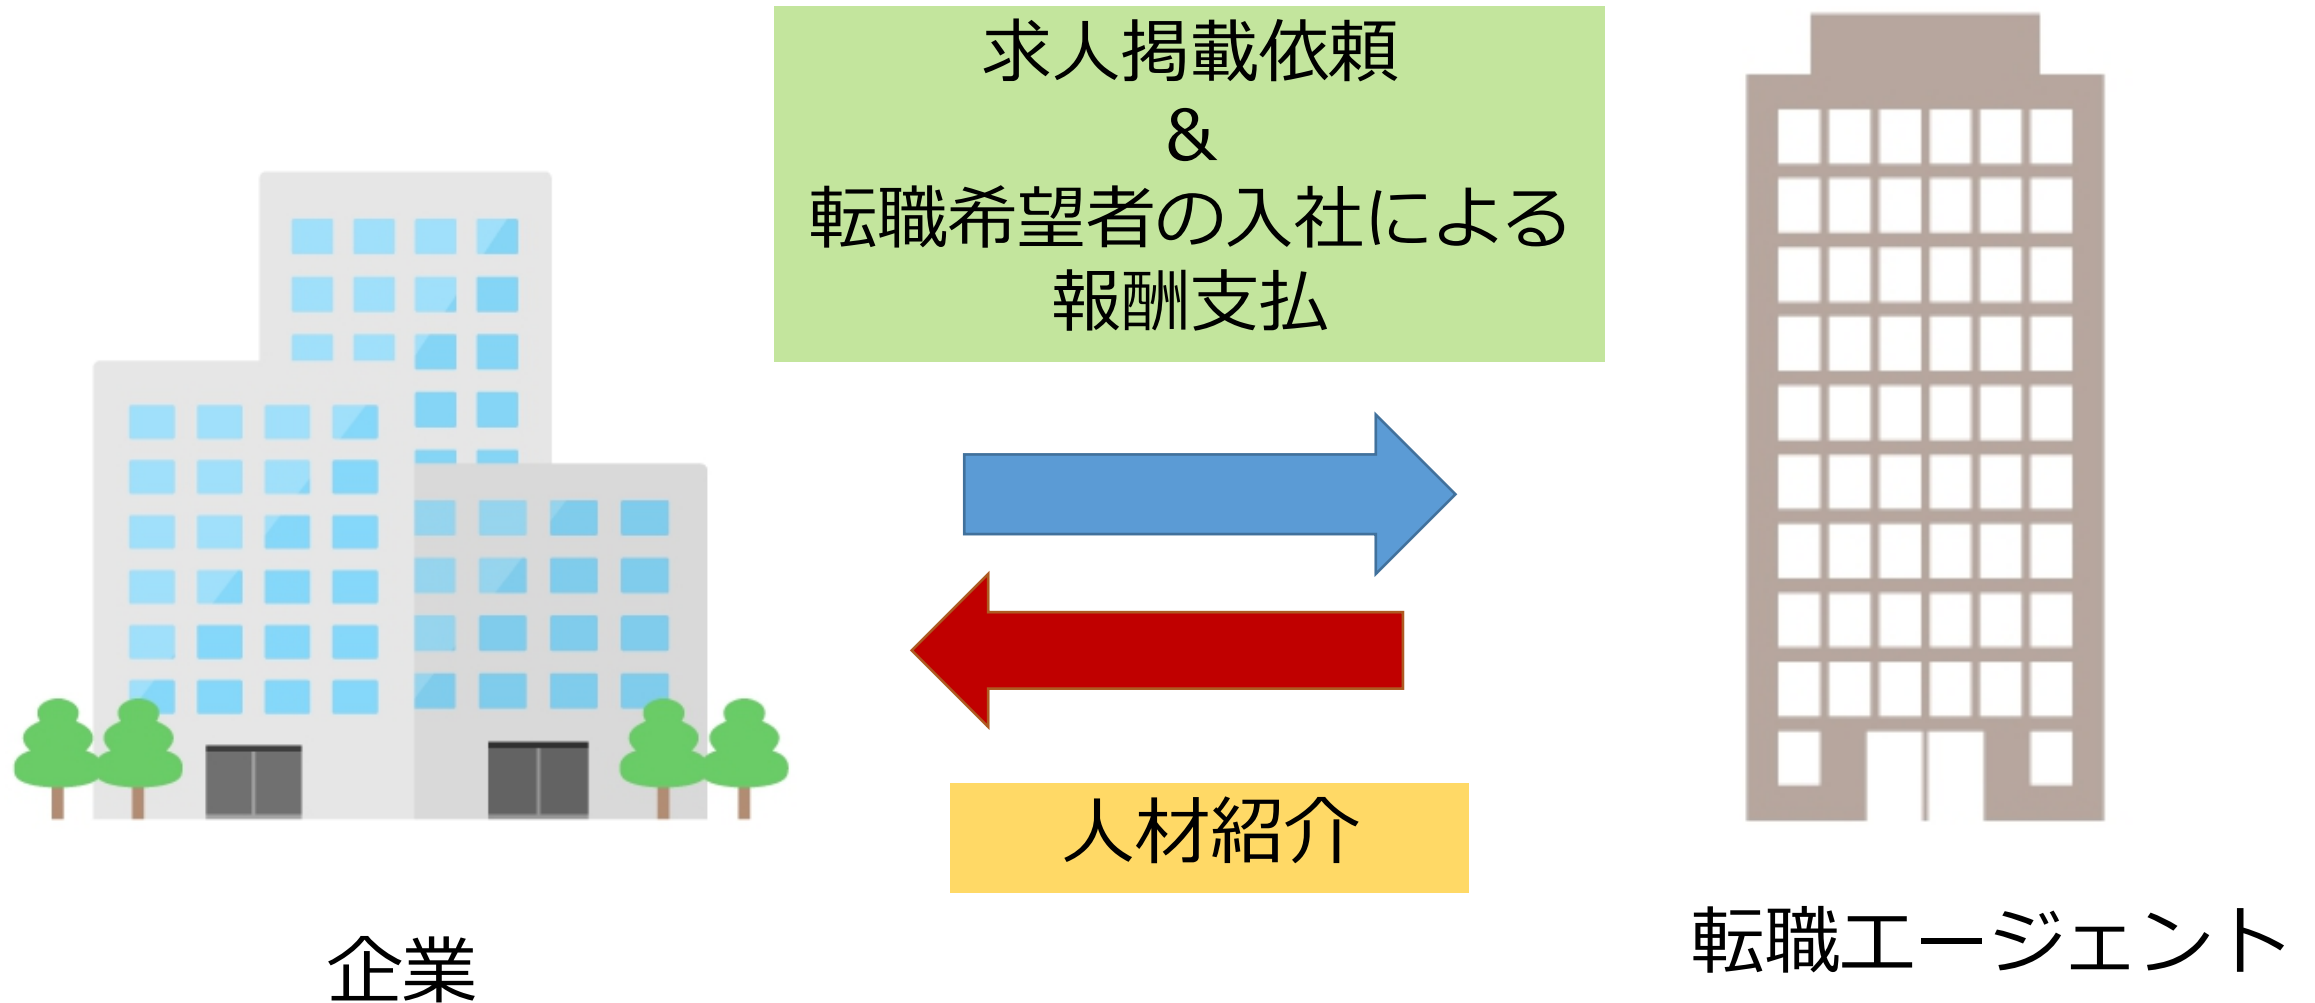 求人掲載依頼
&
転職希望者の入社による
報酬支払
人材紹介
企業
転職エージェント